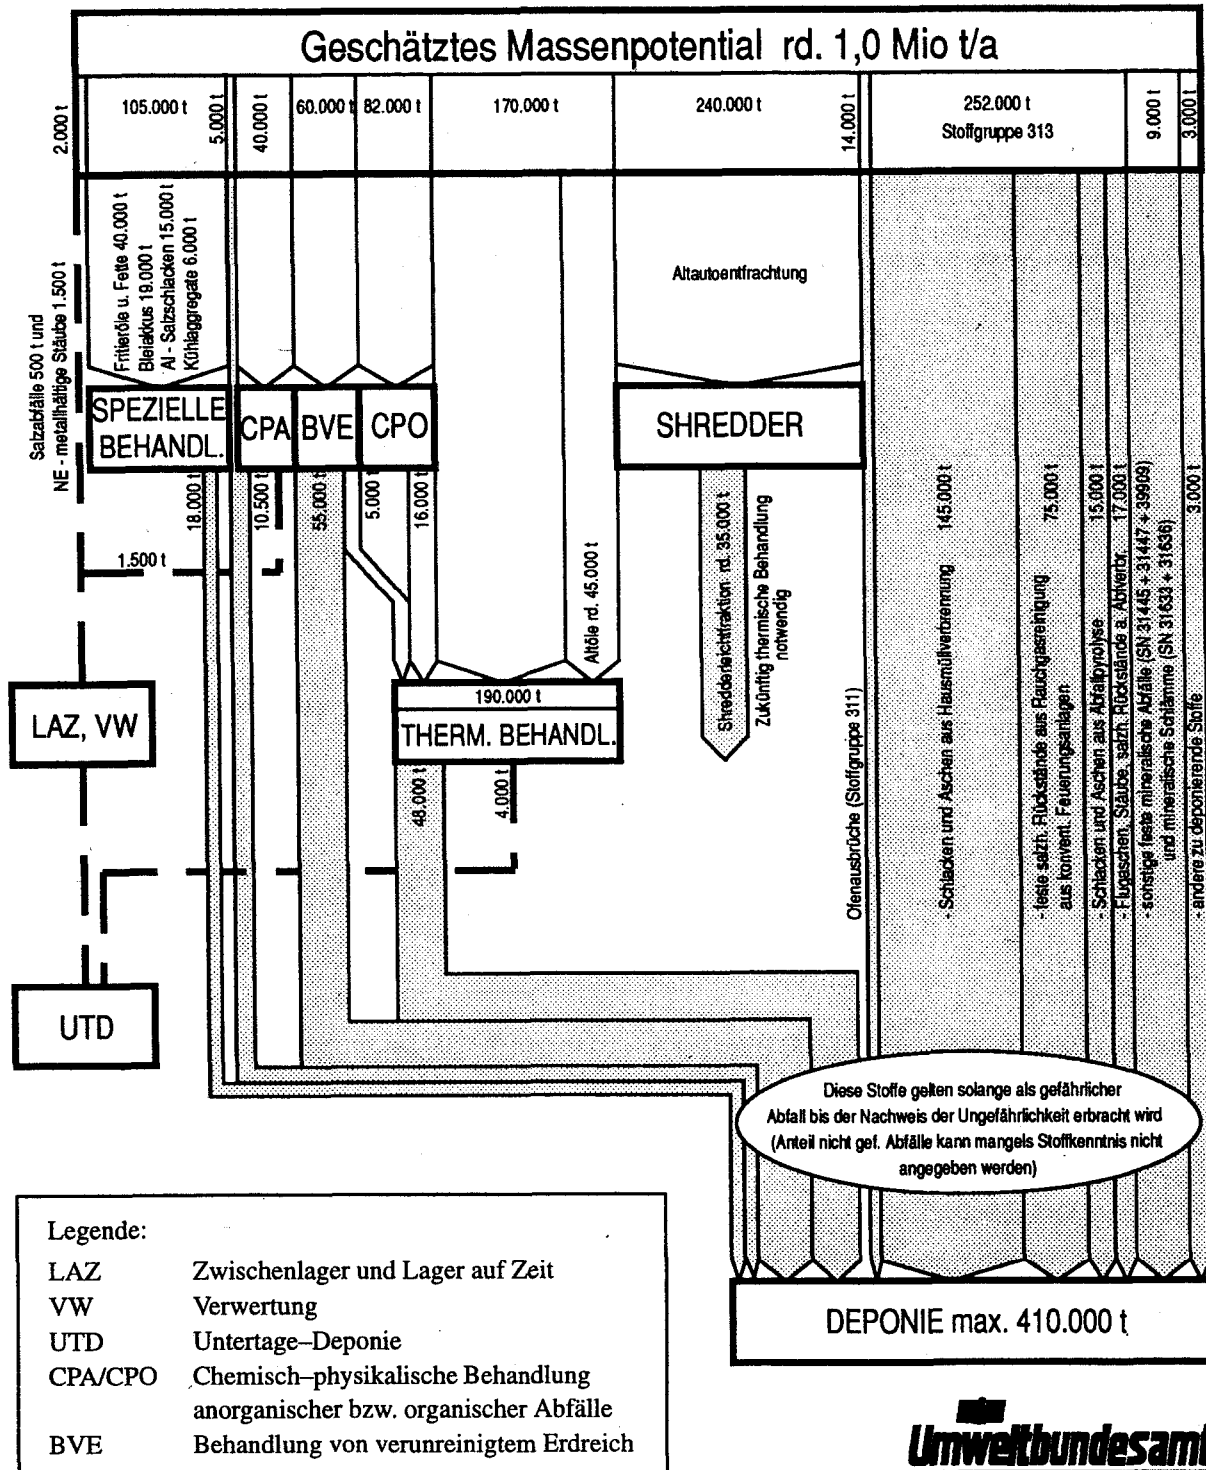 Geschätztes Massenpotential rd. 1,0 Mio t/a
2.000 t
105.000 t
5.000 t
40.000 t
60.000 t
82.000 t
170.000 t
240.000 t
14.000 t
252.000 t
Stoffgruppe 313
9.000 t
3.000 t
Salzabfälle 500 t und
NE - metallhältige Stäube 1.500 t
Fritieröle u. Fette 40.000 t
Bleiakkus 19.000 t
Al - Salzschlacken 15.000 t
Kühlaggregate 6.000 t
Altautoentfrachtung
SPEZIELLE
BEHANDL.
CPA
BVE
CPO
SHREDDER
18.000 t
10.500 t
55.000 t
5.000 t
16.000 t
1.500 t
Altöle rd. 45.000 t
Shredderleichtfraktion rd. 35.000 t
Zukünftig thermische Behandlung
notwendig
Ofenausbrüche (Stoffgruppe 311)
- Schlacken und Aschen aus Hausmüllverbrennung 145.000 t
- feste salzh. Rückstände aus Rauchgasreinigung 75.000 t
aus konvent. Feuerungsanlagen
- Schlacken und Aschen aus Abfallpyrolyse 15.000 t
- Flugaschen, Stäube, salzh. Rückstände a. Abfverbr. 17.000 t
- sonstige feste mineralische Abfälle (SN 31445 + 31447 + 39909)
und mineralische Schlämme (SN 31633 + 31636)
- andere zu deponierende Stoffe 3.000 t
LAZ, VW
190.000 t
THERM. BEHANDL.
48.000 t
4.000 t
UTD
Diese Stoffe gelten solange als gefährlicher
Abfall bis der Nachweis der Ungefährlichkeit erbracht wird
(Anteil nicht gef. Abfälle kann mangels Stoffkenntnis nicht
angegeben werden)
DEPONIE max. 410.000 t
Legende:
LAZ Zwischenlager und Lager auf Zeit
VW Verwertung
UTD Untertage–Deponie
CPA/CPO Chemisch–physikalische Behandlung
anorganischer bzw. organischer Abfälle
BVE Behandlung von verunreinigtem Erdreich
Umweltbundesamt